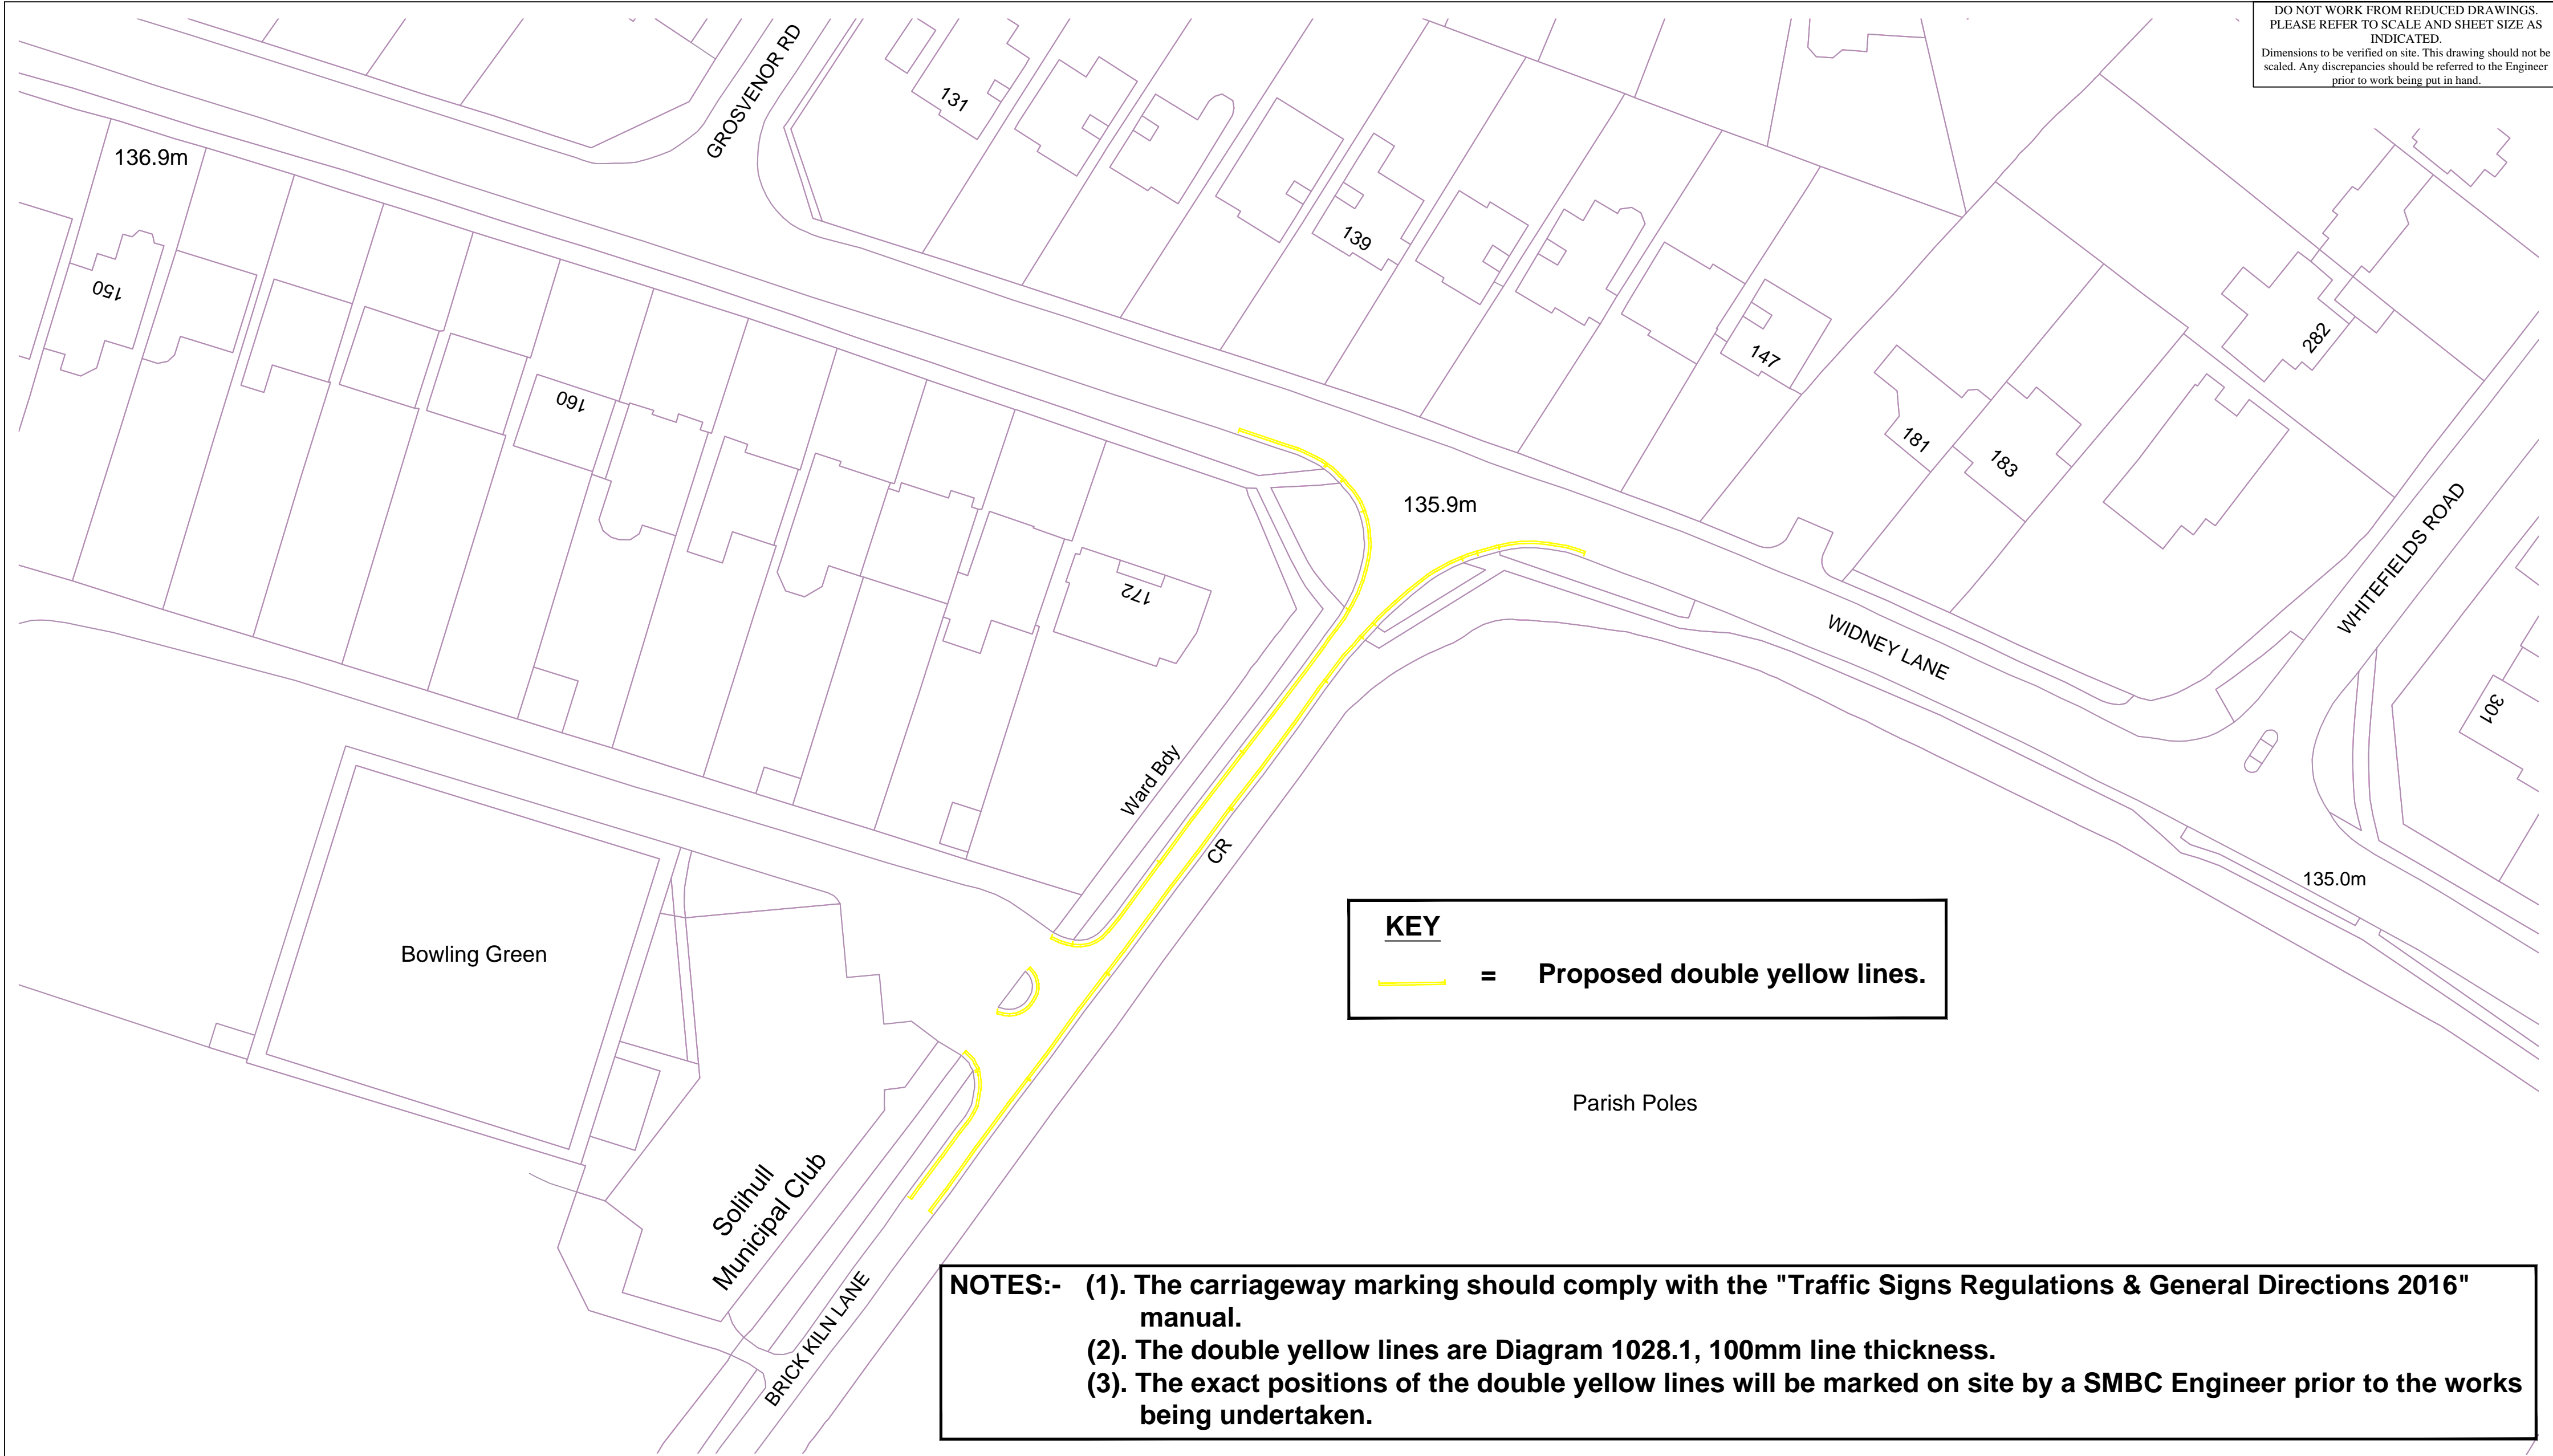 DO NOT WORK FROM REDUCED DRAWINGS.
PLEASE REFER TO SCALE AND SHEET SIZE AS
INDICATED.
Dimensions to be verified on site. This drawing should not be
scaled. Any discrepancies should be referred to the Engineer
prior to work being put in hand.
GROSVENOR RD
131
136.9m
139
150
147
282
160
181
183
135.9m
WHITEFIELDS ROAD
172
WIDNEY LANE
301
Ward Bdy
CR
135.0m
KEY
= Proposed double yellow lines.
Bowling Green
Parish Poles
Solihull
Municipal Club
BRICK KILN LANE
NOTES:- (1). The carriageway marking should comply with the "Traffic Signs Regulations & General Directions 2016"
manual.
(2). The double yellow lines are Diagram 1028.1, 100mm line thickness.
(3). The exact positions of the double yellow lines will be marked on site by a SMBC Engineer prior to the works
being undertaken.